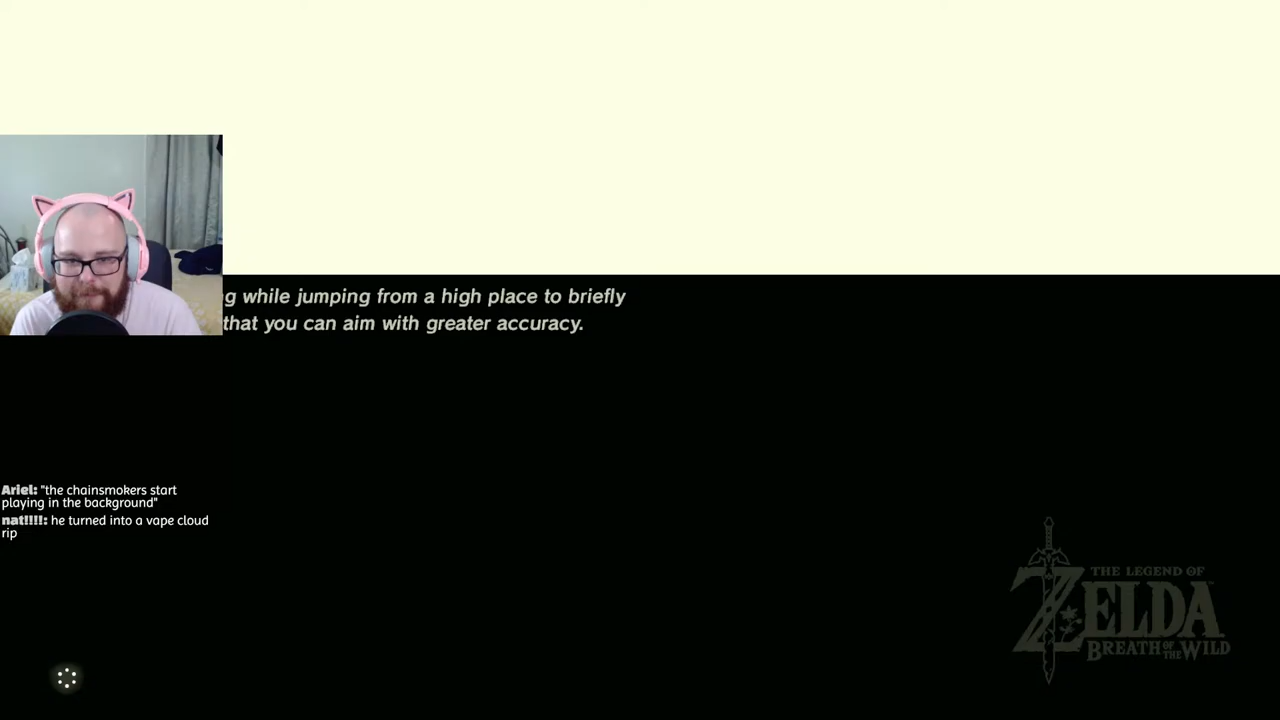 g while jumping from a high place to briefly
that you can aim with greater accuracy.
Ariel: "the chainsmokers start
playing in the background"
nat!!!!: he turned into a vape cloud
rip
THE LEGEND OF
ZELDA
BREATH OF THE WILD